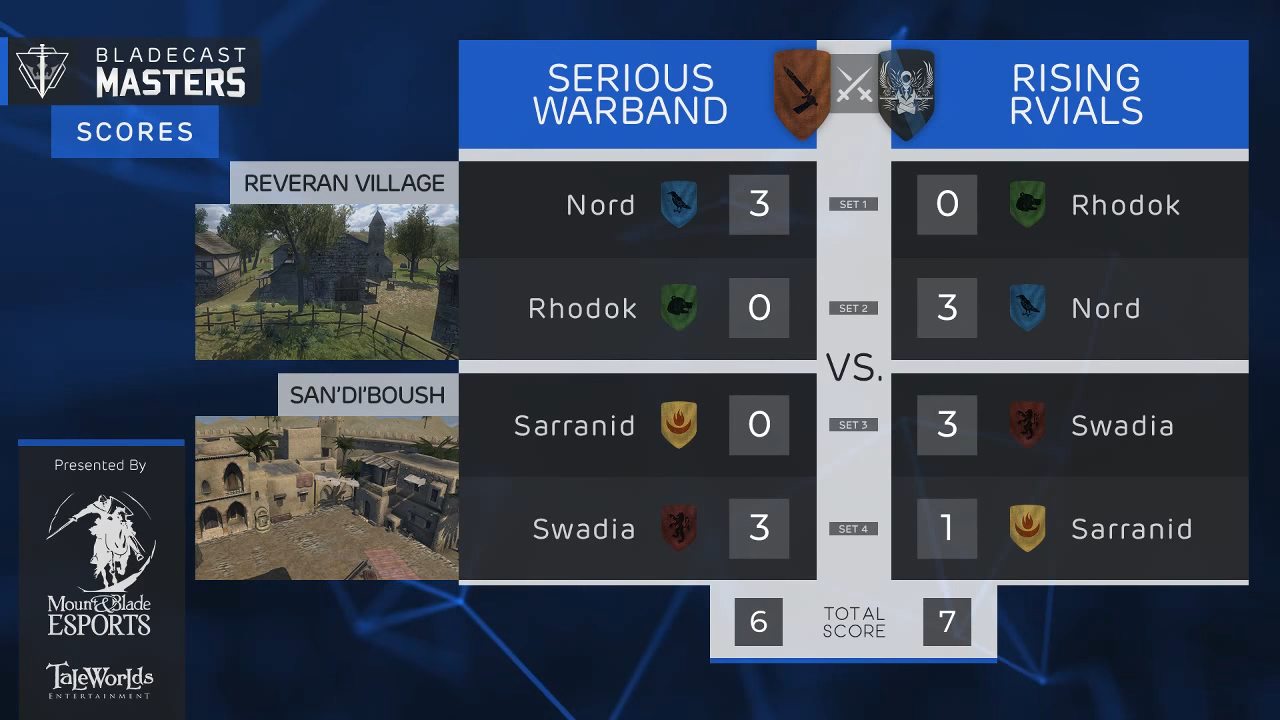 BLADECAST
MASTERS
SCORES
SERIOUS
WARBAND
RISING
RVIALS
REVERAN VILLAGE
Nord 3 SET 1 0 Rhodok
Rhodok 0 SET 2 3 Nord
VS.
SAN'DI'BOUSH
Sarranid 0 SET 3 3 Swadia
Swadia 3 SET 4 1 Sarranid
6 TOTAL SCORE 7
Presented By
Mount&Blade
ESPORTS
TaleWorlds
ENTERTAINMENT